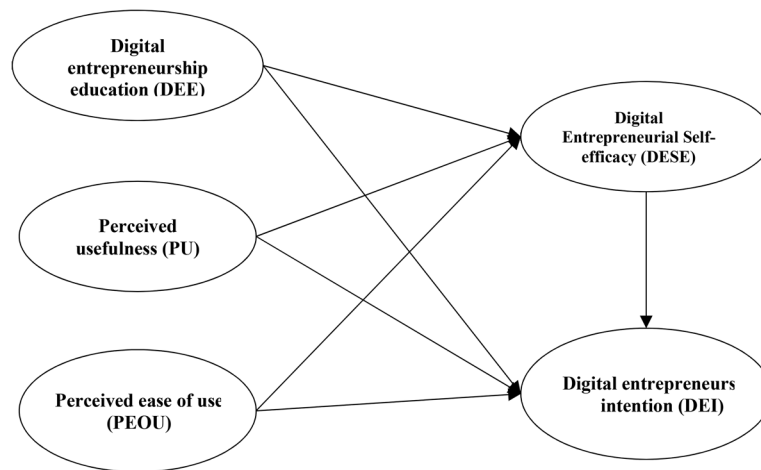 Digital
entrepreneurship
education (DEE)
Digital
Entrepreneurial Self-
efficacy (DESE)
Perceived
usefulness (PU)
Perceived ease of use
(PEOU)
Digital entrepreneurs
intention (DEI)